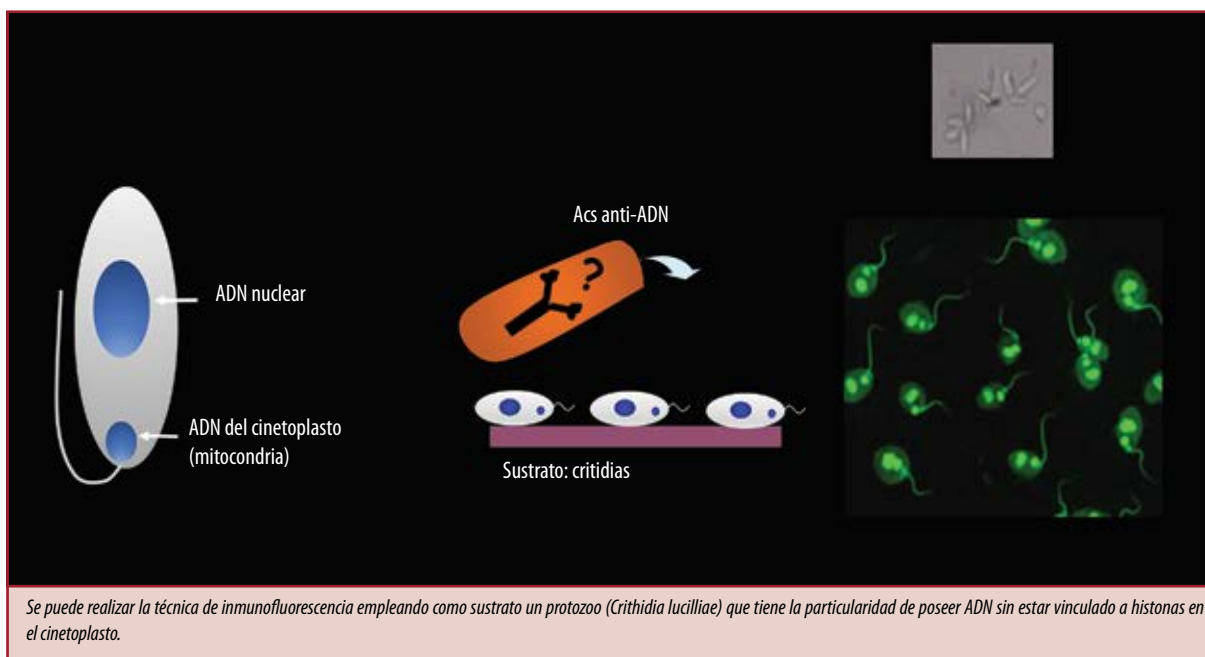 Acs anti-ADN
ADN nuclear
ADN del cinetoplasto
(mitocondria)
?
Sustrato: critidias
Se puede realizar la técnica de inmunofluorescencia empleando como sustrato un protozoo (Crithidia lucilliae) que tiene la particularidad de poseer ADN sin estar vinculado a histonas en
el cinetoplasto.